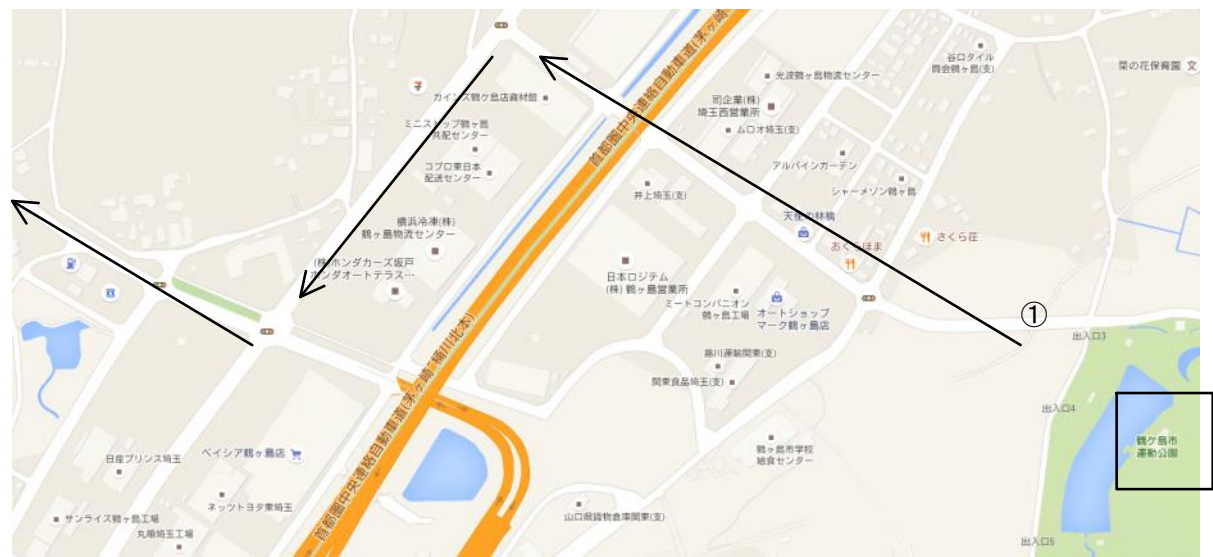 首都圏中央連絡自動車道(茅ヶ崎
谷口タイル
商会鶴ヶ島(支)
菜の花保育園
光波鶴ヶ島物流センター
カインズ鶴ケ島店資材館
司企業(株)
埼玉西営業所
ミニストップ鶴ヶ島
共配センター
ムロオ埼玉(支)
コプロ東日本
配送センター
アルバインガーデン
シャーメゾン鶴ヶ島
井上埼玉(支)
天使の林檎
横浜冷凍(株)
鶴ヶ島物流センター
おくらほま
さくら荘
(株)ホンダカーズ坂戸
ホンダオートテラス…
日本ロジテム
(株) 鶴ヶ島営業所
ミートコンパニオン
鶴ヶ島工場
オートショップ
マーク鶴ヶ島店
①
出入口3
首都圏中央連絡自動車道(茅ヶ崎-桶川北本)
関東食品埼玉(支)
出入口4
鶴ヶ島市学校
給食センター
鶴ケ島市
運動公園
ベイシア鶴ヶ島店
日産プリンス埼玉
ネッツトヨタ東埼玉
サンライズ鶴ヶ島工場
丸順埼玉工場
山口県貨物倉庫関東(支)
出入口5